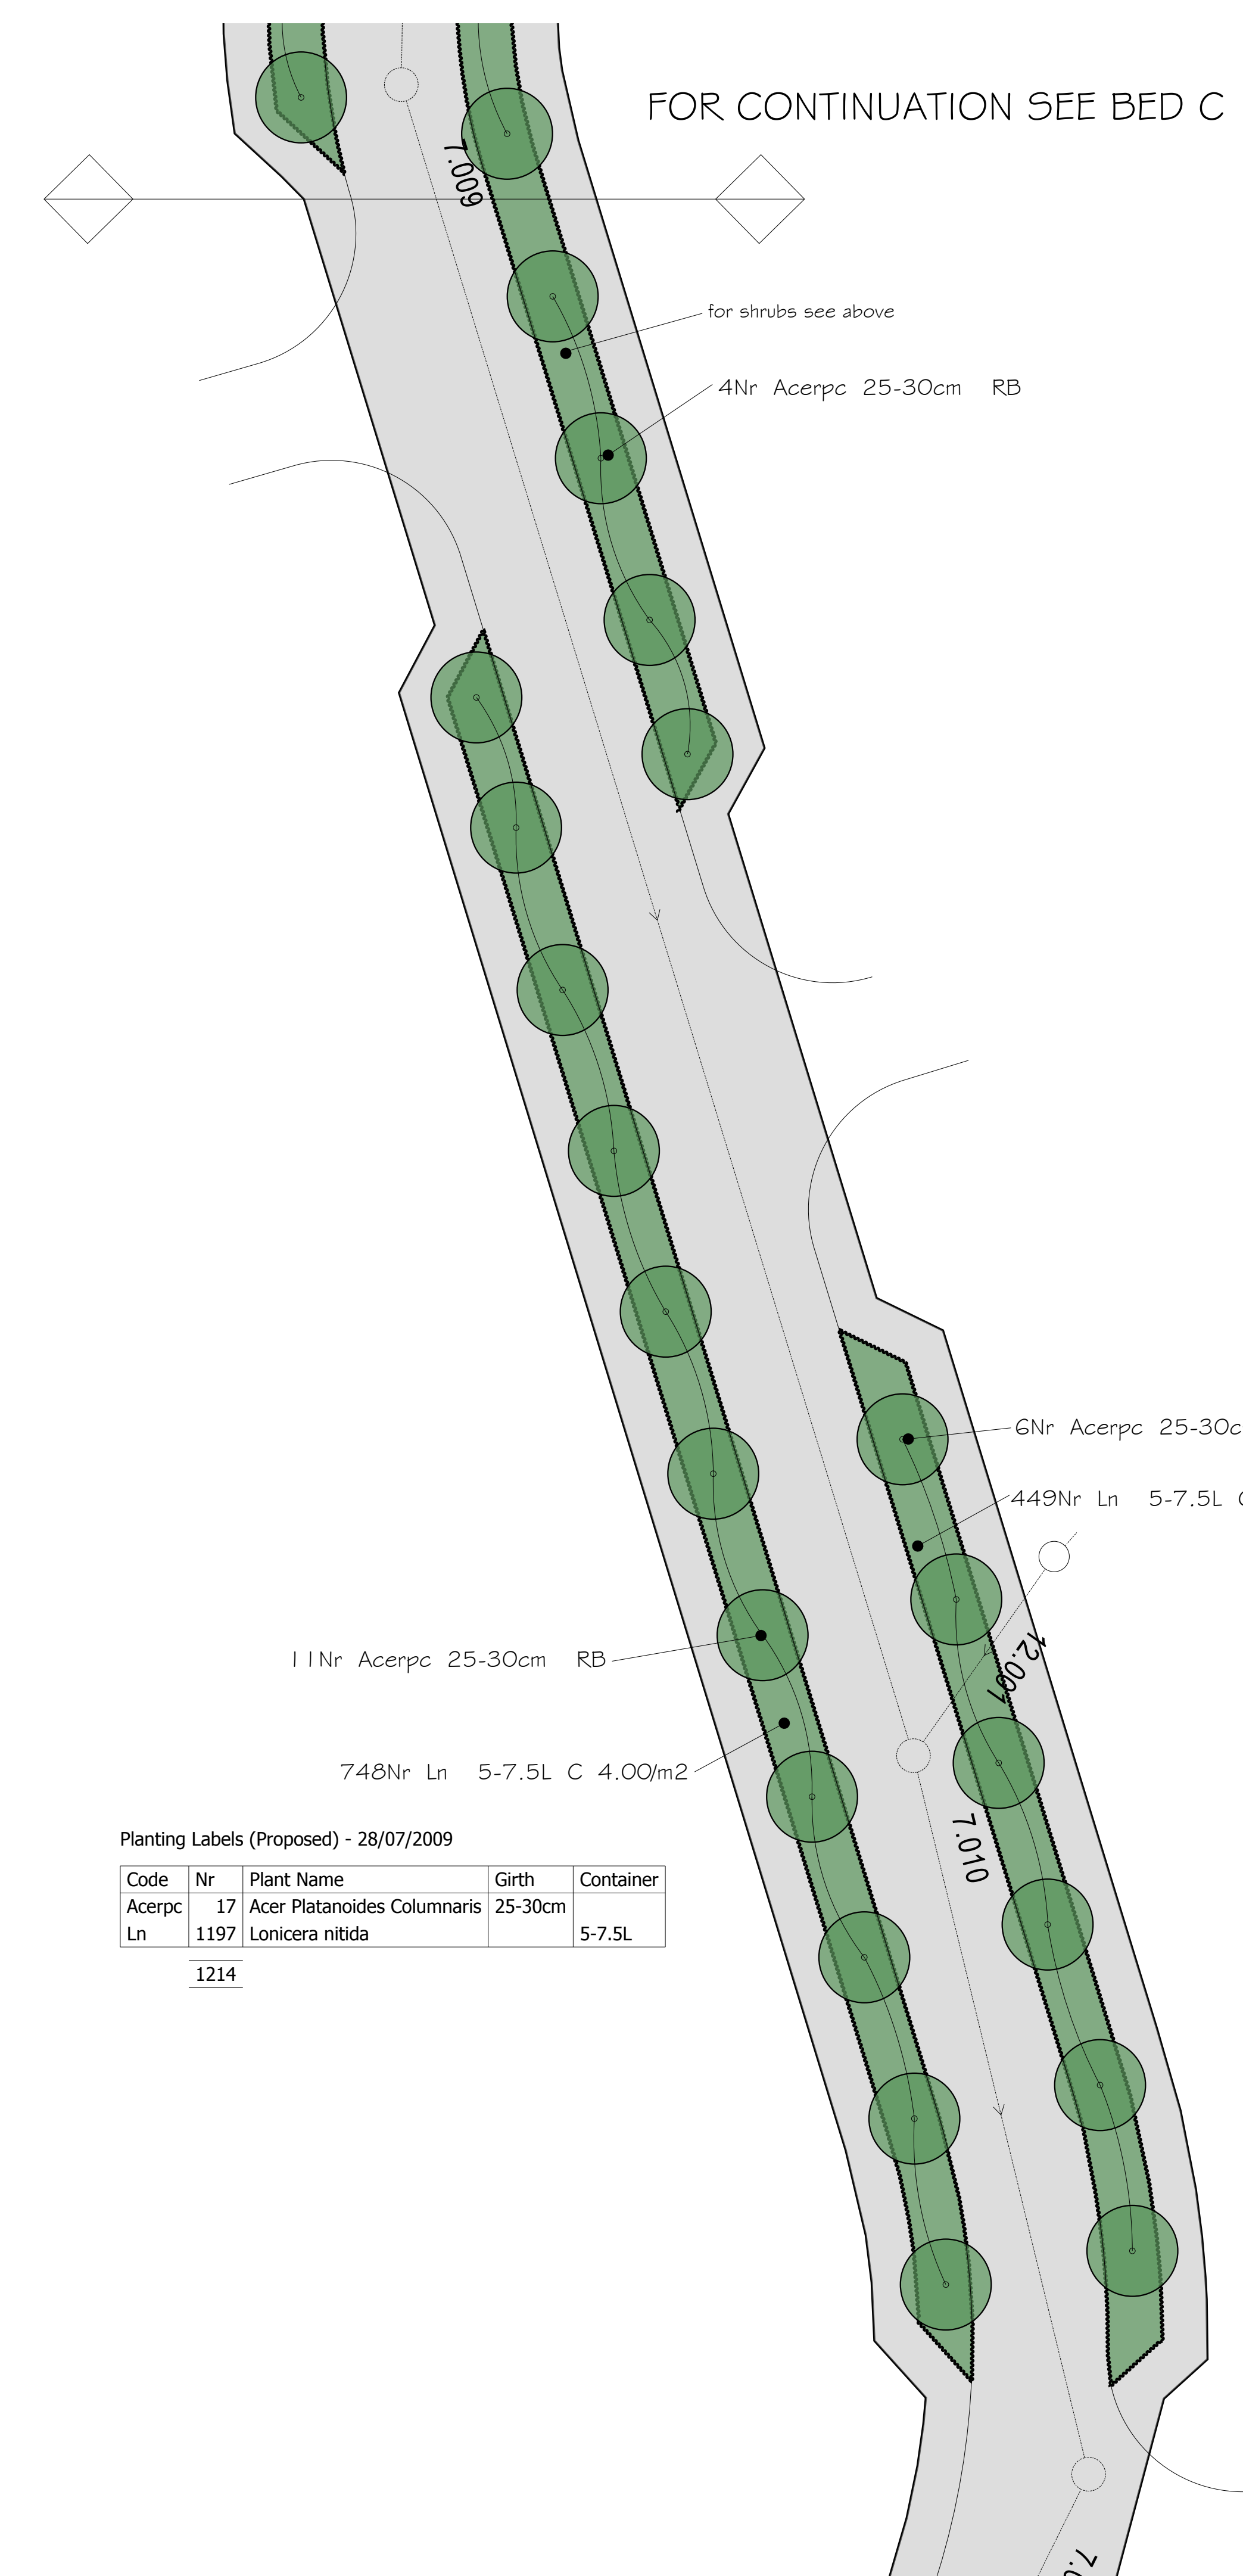 FOR CONTINUATION SEE BED C
7.009
for shrubs see above
4Nr Acerpc 25-30cm RB
6Nr Acerpc 25-30c
449Nr Ln 5-7.5L
12.001
11Nr Acerpc 25-30cm RB
748Nr Ln 5-7.5L C 4.00/m2
7.010
Planting Labels (Proposed) - 28/07/2009
Code Nr Plant Name Girth Container
Acerpc 17 Acer Platanoides Columnaris 25-30cm
Ln 1197 Lonicera nitida 5-7.5L
1214